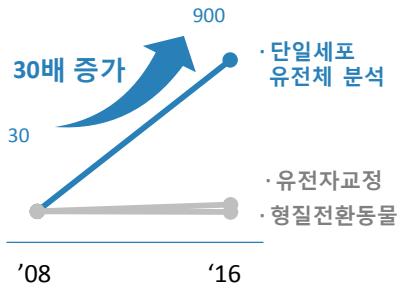 900
30배 증가
· 단일세포
유전체 분석
30
· 유전자교정
· 형질전환동물
’08
‘16